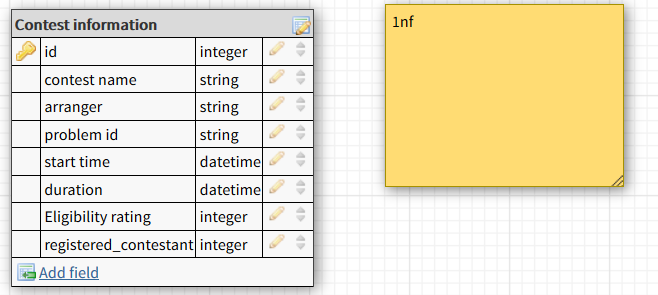 Contest information
id integer
contest name string
arranger string
problem id string
start time datetime
duration datetime
Eligibility rating integer
registered_contestant integer
Add field
1nf